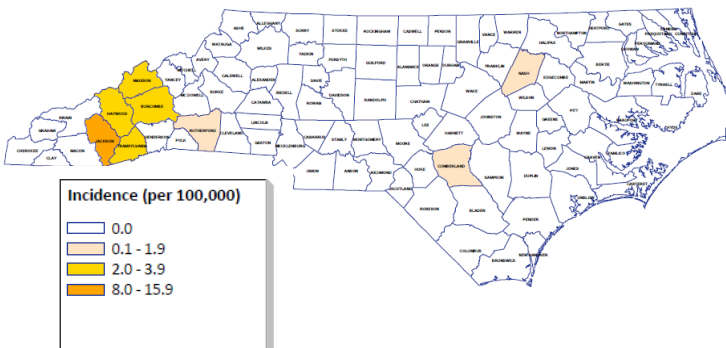 ALLEGHANY
ASHE
SURRY
STOKES
ROCKINGHAM
CASWELL
PERSON
GRANVILLE
VANCE
WARREN
NORTHAMPTON
GATES
WATAUGA
WILKES
HALIFAX
YADKIN
FORSYTH
GUILFORD
ALAMANCE
ORANGE
DURHAM
FRANKLIN
BERTIE
AVERY
MADISON
YANCEY
CALDWELL
ALEXANDER
DAVIE
NASH
EDGECOMBE
MARTIN
WASHINGTON
TYRRELL
DARE
MCDOWELL
BURKE
DAVIDSON
RANDOLPH
CHATHAM
WAKE
WILSON
BUNCOMBE
CATAWBA
ROWAN
HAYWOOD
SWAIN
JOHNSTON
GREENE
PITT
GRAHAM
JACKSON
HENDERSON
RUTHERFORD
CLEVELAND
LINCOLN
LEE
HARNETT
WAYNE
CHEROKEE
CLAY
MACON
TRANSYLVANIA
POLK
GASTON
MECKLENBURG
CABARRUS
STANLY
MONTGOMERY
MOORE
LENOIR
CRAVEN
PAMLICO
UNION
ANSON
RICHMOND
HOKE
CUMBERLAND
SAMPSON
DUPLIN
JONES
ONSLOW
CARTERET
SCOTLAND
ROBESON
BLADEN
PENDER
COLUMBUS
BRUNSWICK
NEW HANOVER
Incidence (per 100,000)
0.0
0.1 - 1.9
2.0 - 3.9
8.0 - 15.9